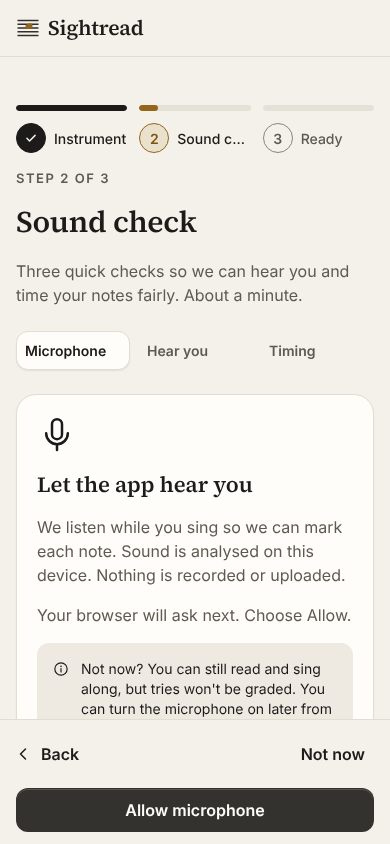 Sightread
Instrument
2
Sound c...
3
Ready
STEP 2 OF 3
Sound check
Three quick checks so we can hear you and
time your notes fairly. About a minute.
Microphone
Hear you
Timing
Let the app hear you
We listen while you sing so we can mark
each note. Sound is analysed on this
device. Nothing is recorded or uploaded.
Your browser will ask next. Choose Allow.
Not now? You can still read and sing
along, but tries won't be graded. You
can turn the microphone on later from
Back
Not now
Allow microphone